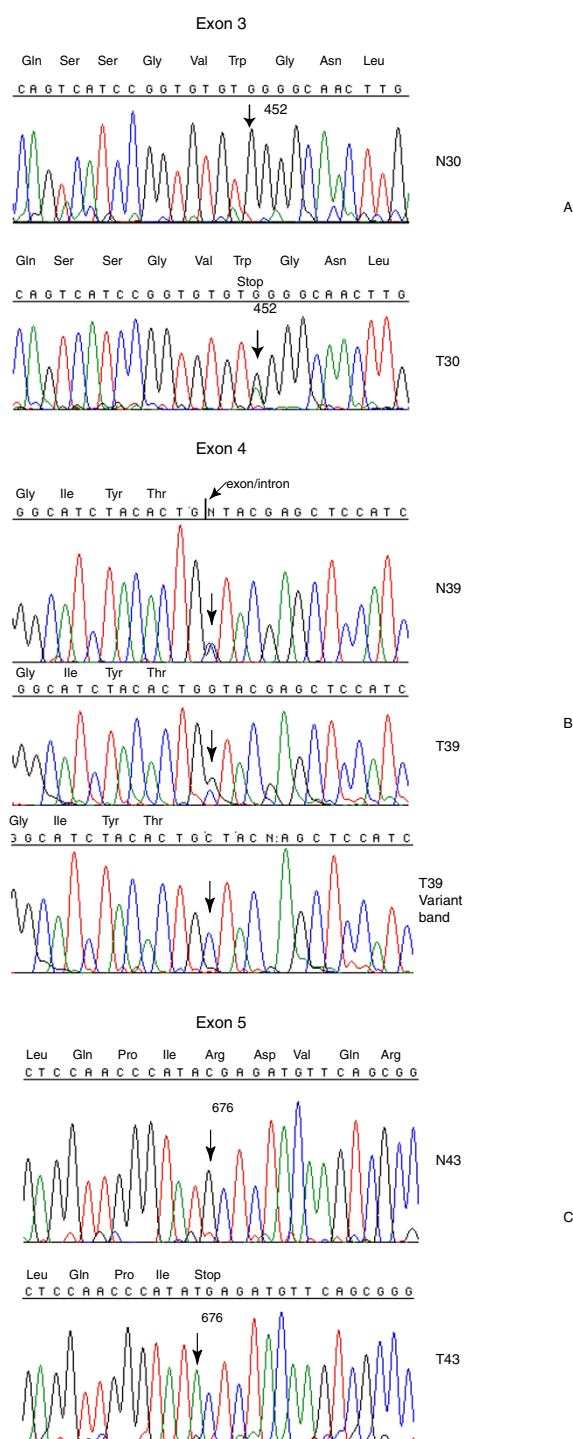 Exon 3
Gln Ser Ser Gly Val Trp Gly Asn Leu
C A G T C A T C C G G T G T G T G G G G C A A C T T G
452
N30
A
Gln Ser Ser Gly Val Trp Gly Asn Leu
Stop
C A G T C A T C C G G T G T G T G G G G C A A C T T G
452
T30
Exon 4
exon/intron
Gly Ile Tyr Thr
G G C A T C T A C A C T G N T A C G A G C T C C A T C
N39
Gly Ile Tyr Thr
G G C A T C T A C A C T G G T A C G A G C T C C A T C
T39
B
Gly Ile Tyr Thr
G G C A T C T A C A C T G C T A C N A G C T C C A T C
T39
Variant
band
Exon 5
Leu Gln Pro Ile Arg Asp Val Gln Arg
C T C C A A C C C A T A C G A G A T G T T C A G C G G
676
N43
C
Leu Gln Pro Ile Stop
C T C C A A C C C A T A T G A G A T G T T C A G C G G G
676
T43